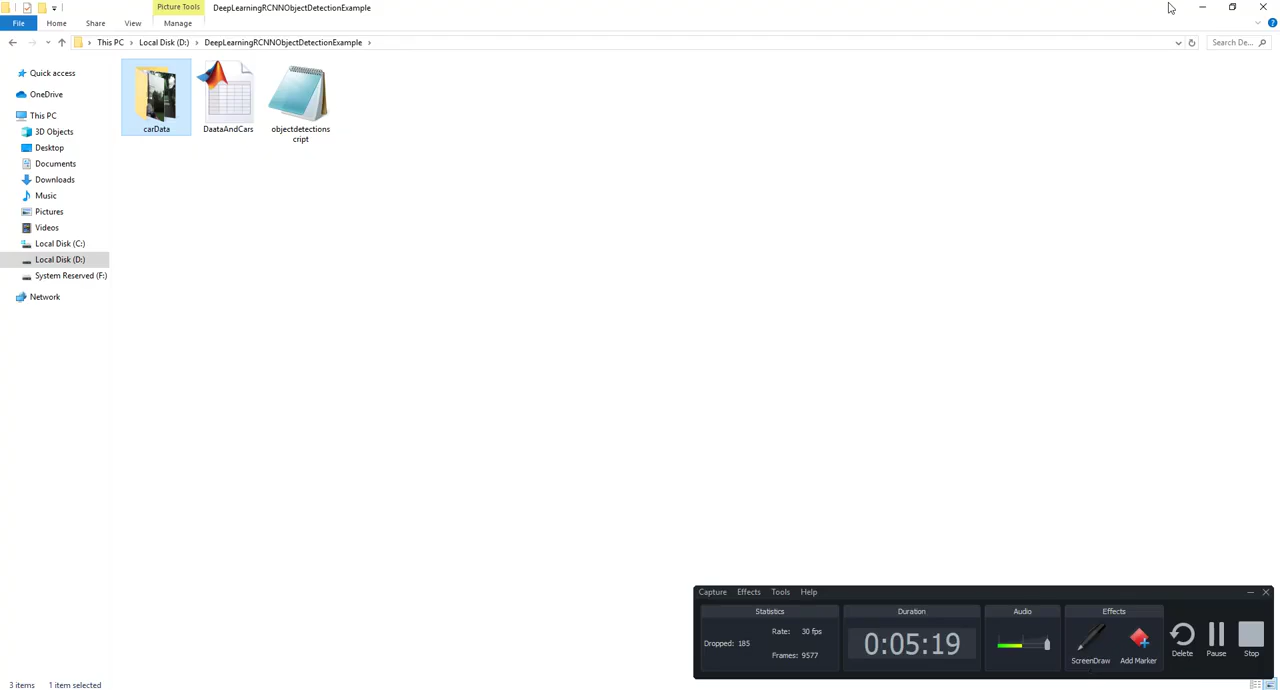 Picture Tools
DeepLearningRCNNObjectDetectionExample
File
Home
Share
View
Manage
This PC
Local Disk (D:)
DeepLearningRCNNObjectDetectionExample
Search De...
Quick access
OneDrive
This PC
3D Objects
Desktop
Documents
Downloads
Music
Pictures
Videos
Local Disk (C:)
Local Disk (D:)
System Reserved (F:)
Network
carData
DaataAndCars
objectdetections
cript
Capture
Effects
Tools
Help
Statistics
Duration
Audio
Effects
Rate: 30 fps
Dropped: 185
Frames: 9577
0:05:19
ScreenDraw
Add Marker
Delete
Pause
Stop
3 items
1 item selected